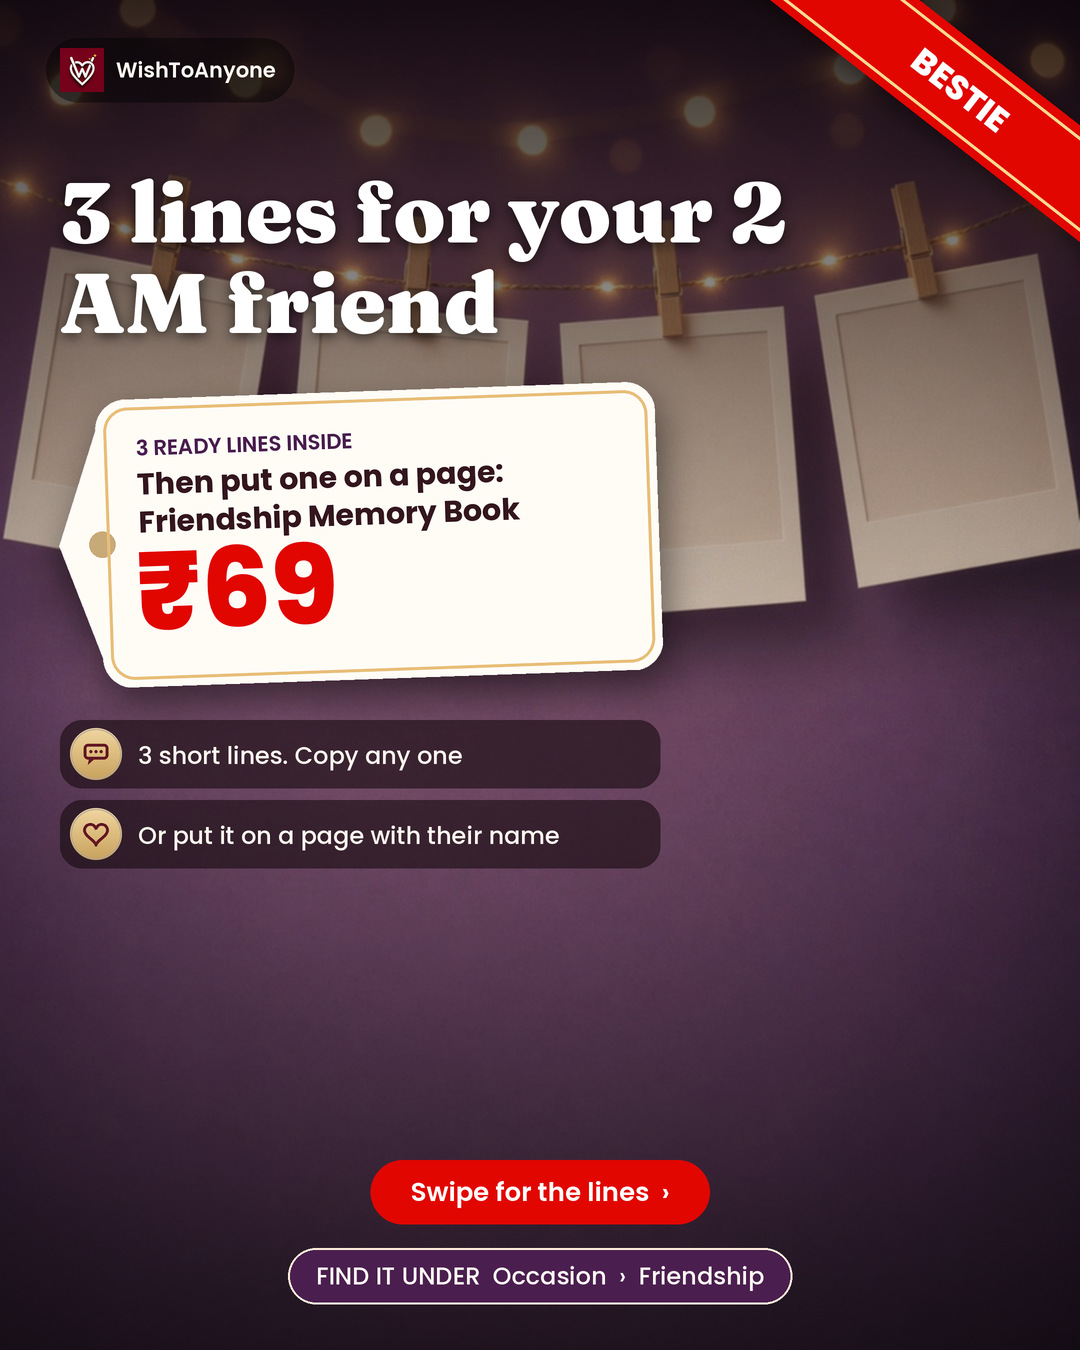 WishToAnyone
BESTIE
3 lines for your 2
AM friend
3 READY LINES INSIDE
Then put one on a page:
Friendship Memory Book
₹69
3 short lines. Copy any one
Or put it on a page with their name
Swipe for the lines ›
FIND IT UNDER Occasion › Friendship